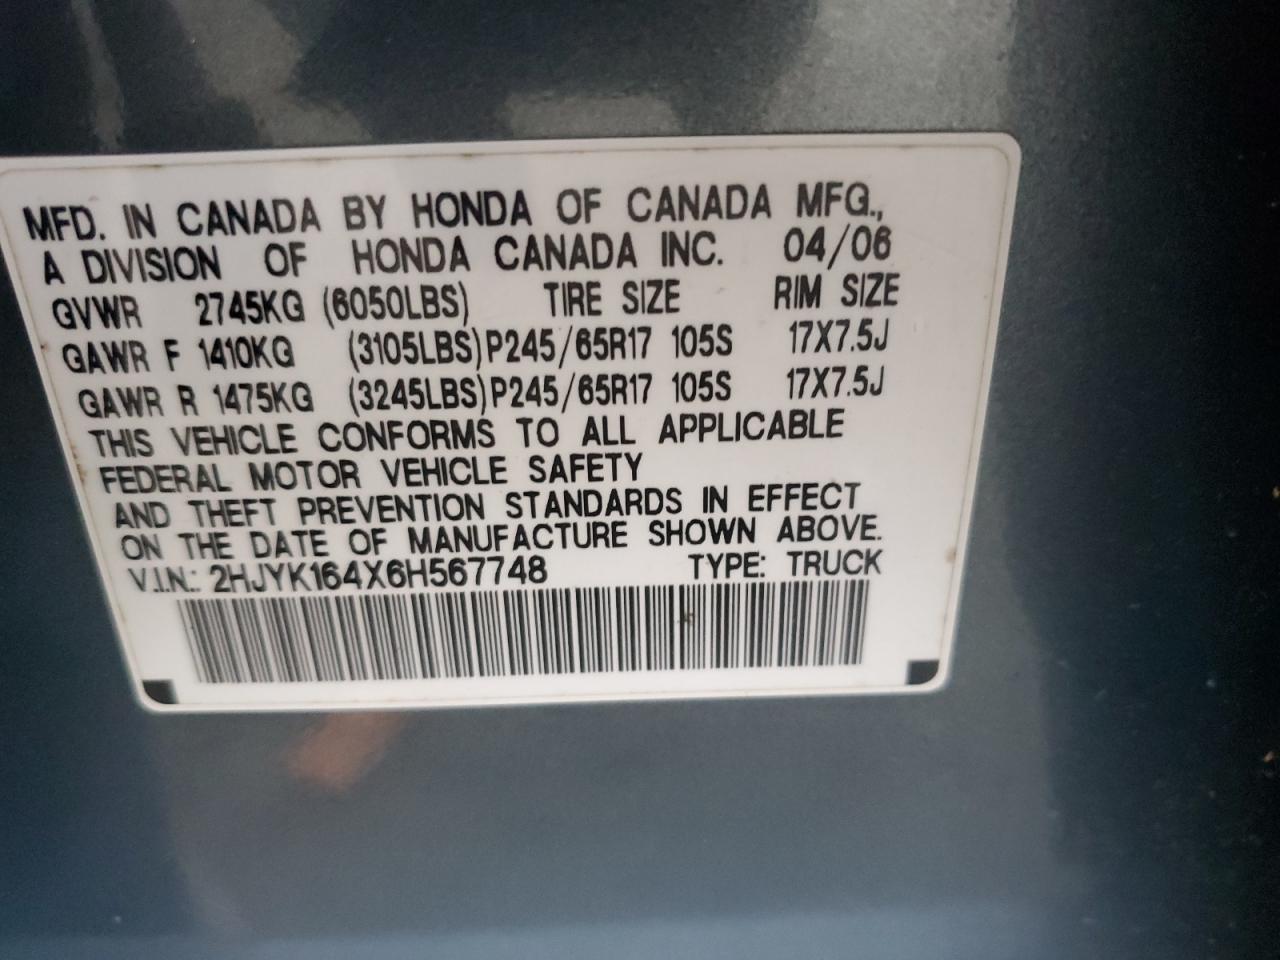 MFD. IN CANADA BY HONDA OF CANADA MFG.,
A DIVISION OF HONDA CANADA INC. 04/06
GVWR 2745KG (6050LBS) TIRE SIZE RIM SIZE
GAWR F 1410KG (3105LBS) P245/65R17 105S 17X7.5J
GAWR R 1475KG (3245LBS) P245/65R17 105S 17X7.5J
THIS VEHICLE CONFORMS TO ALL APPLICABLE
FEDERAL MOTOR VEHICLE SAFETY
AND THEFT PREVENTION STANDARDS IN EFFECT
ON THE DATE OF MANUFACTURE SHOWN ABOVE.
V.I.N.: 2HJYK164X6H567748 TYPE: TRUCK